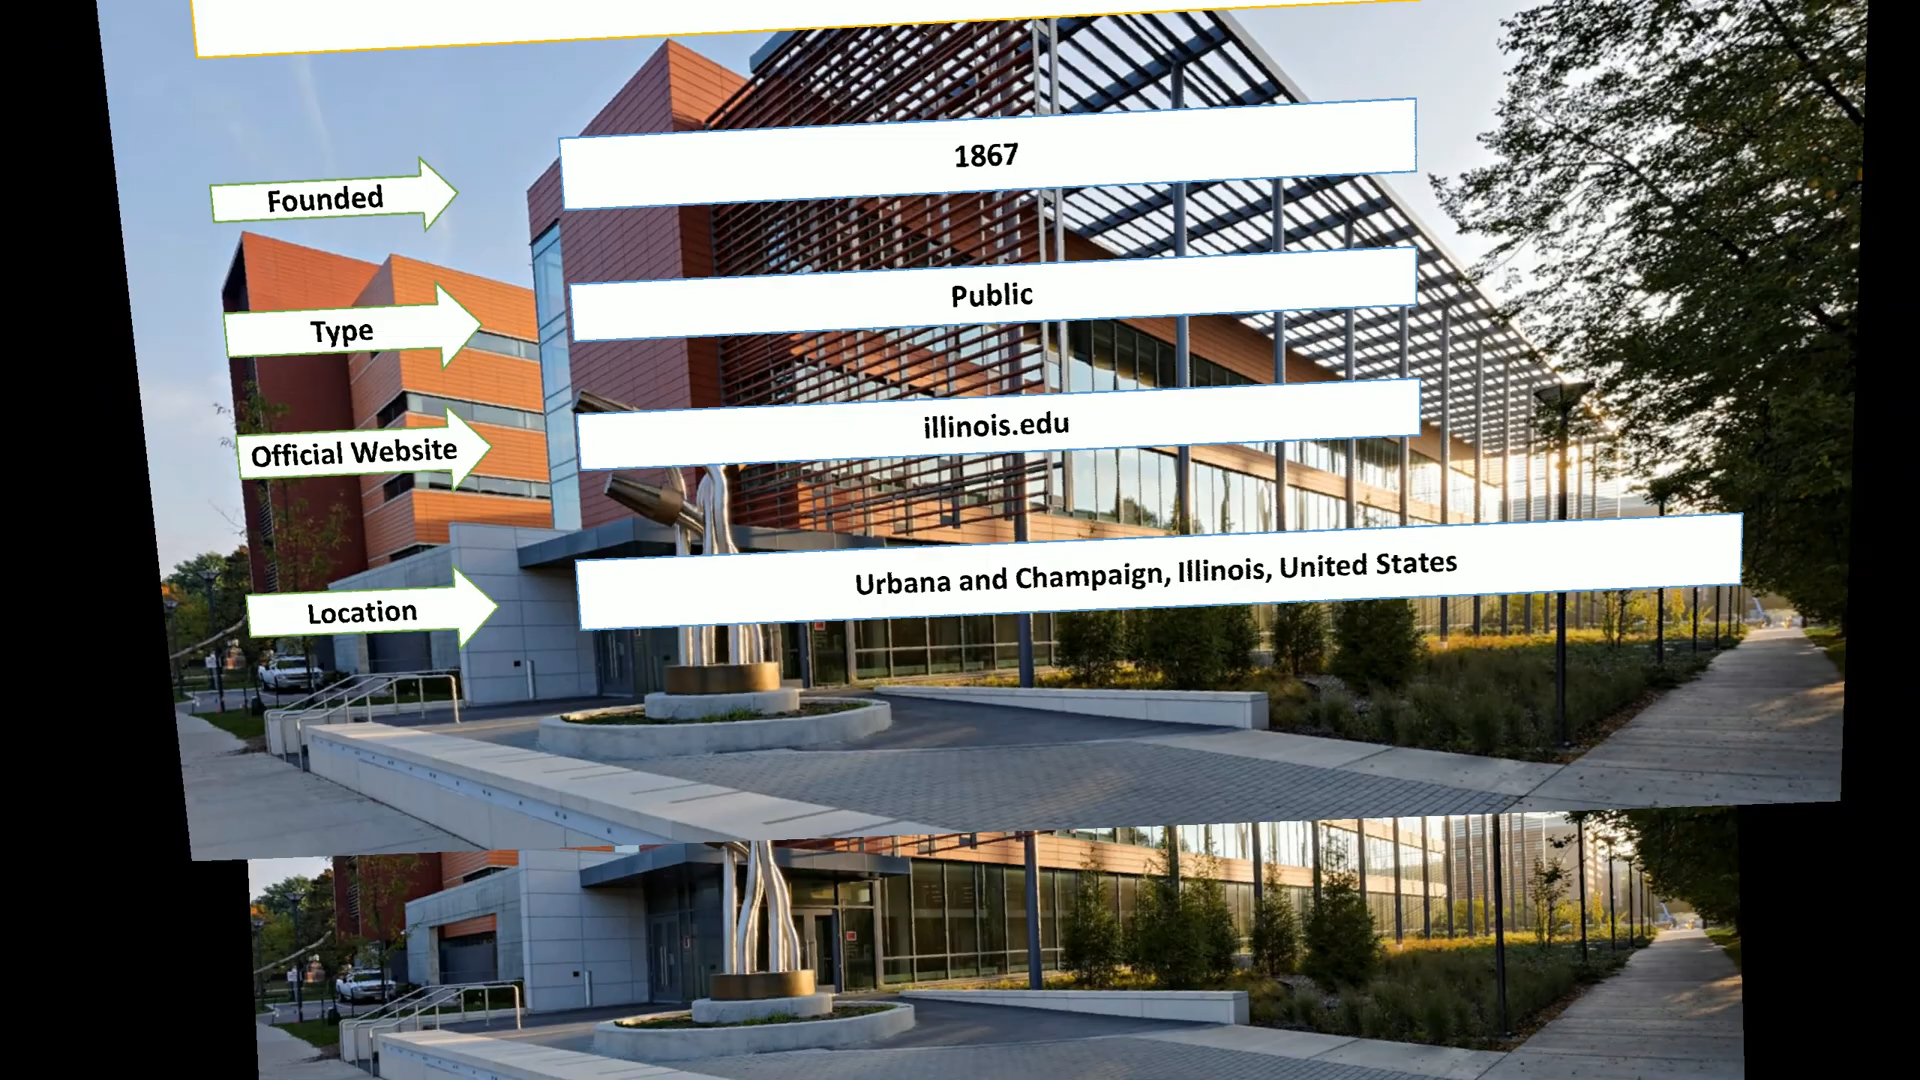 Founded
1867
Type
Public
Official Website
illinois.edu
Location
Urbana and Champaign, Illinois, United States